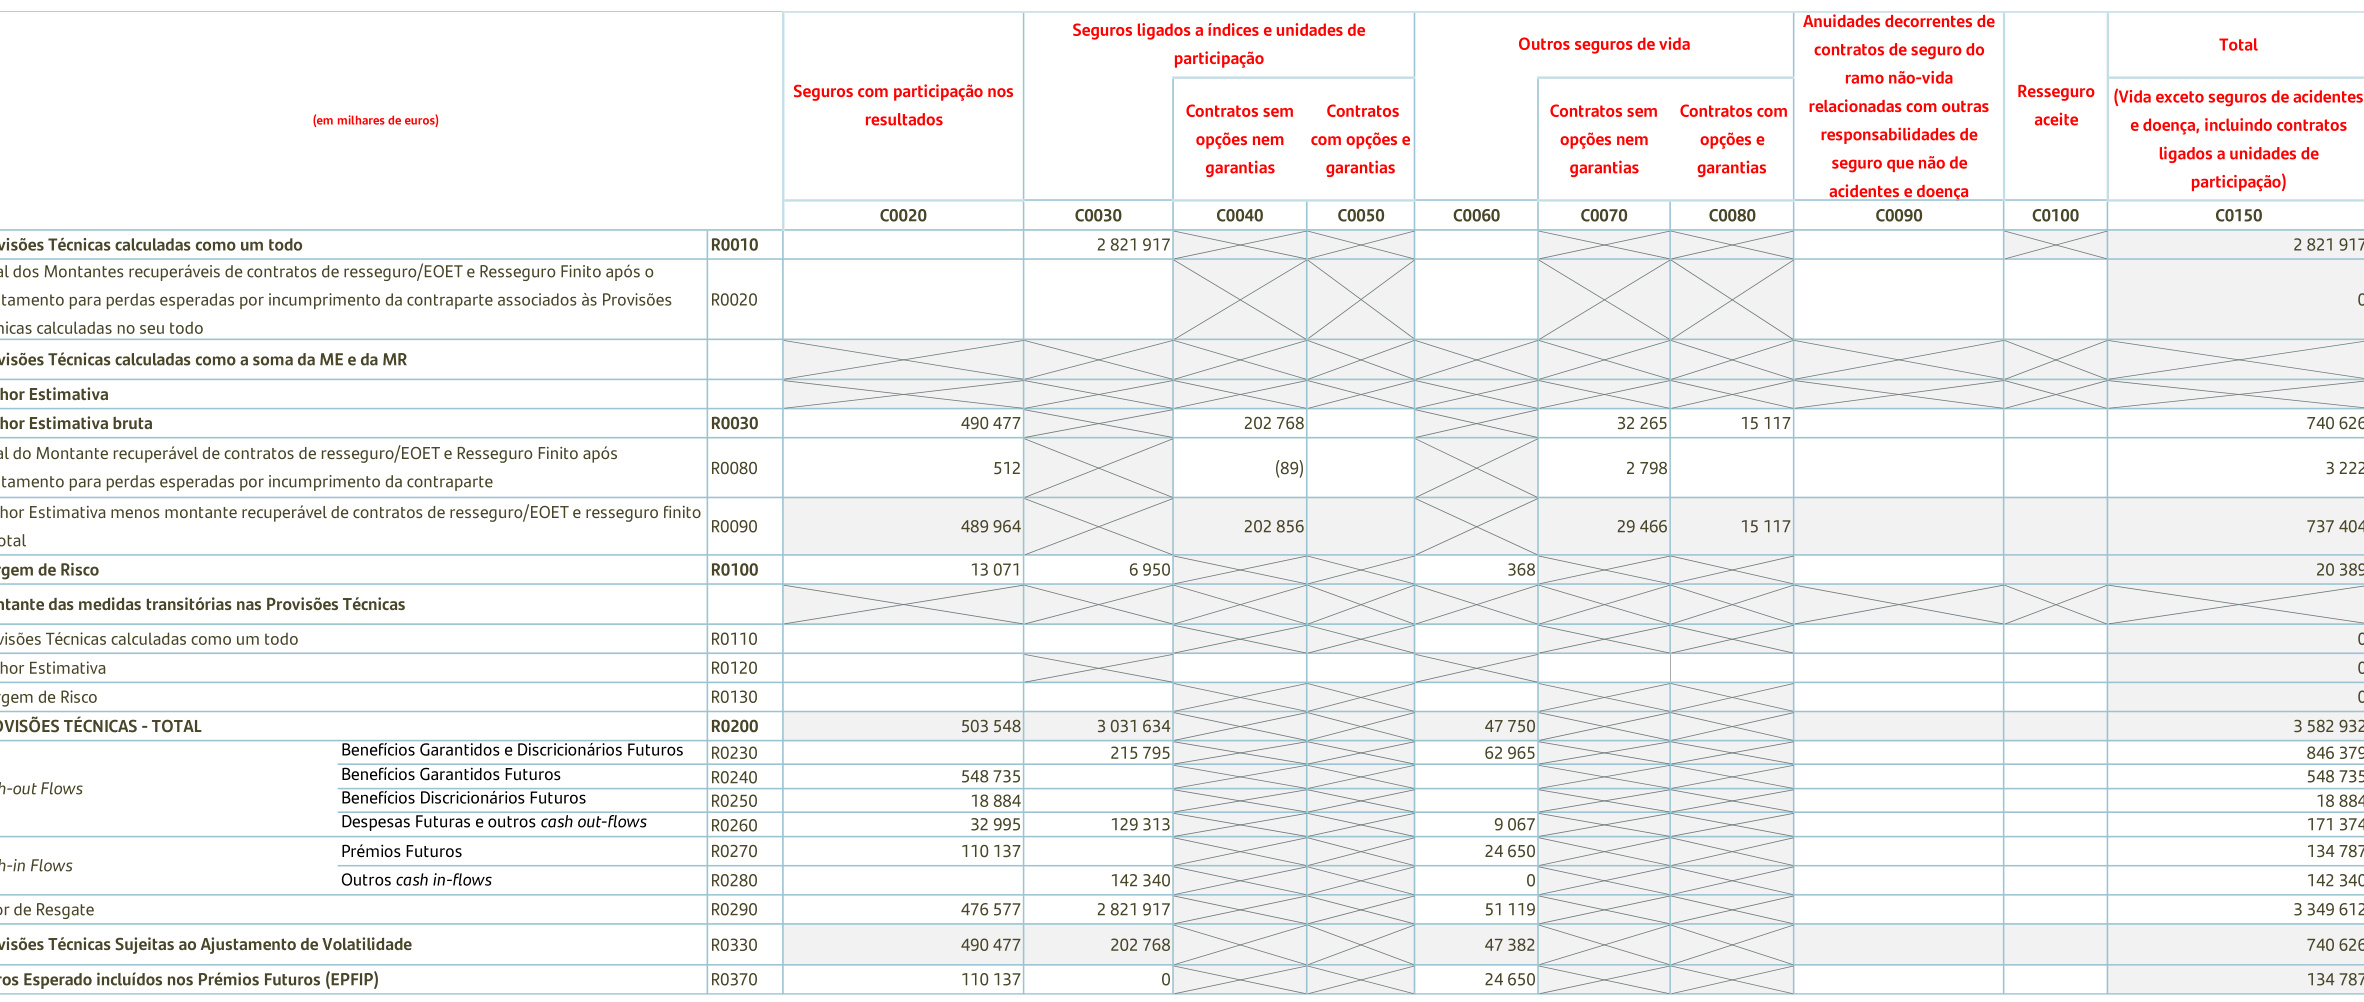 (em milhares de euros)
Seguros com participação nos
resultados
Seguros ligados a índices e unidades de
participação
Contratos sem
opções nem
garantias
Contratos
com opções e
garantias
Outros seguros de vida
Contratos sem
opções nem
garantias
Contratos com
opções e
garantias
Anuidades decorrentes de
contratos de seguro do
ramo não-vida
relacionadas com outras
responsabilidades de
seguro que não de
acidentes e doença
Resseguro
aceite
Total
(Vida exceto seguros de acidentes
e doença, incluindo contratos
ligados a unidades de
participação)
C0020 C0030 C0040 C0050 C0060 C0070 C0080 C0090 C0100 C0150
visões Técnicas calculadas como um todo R0010 2 821 917 2 821 917
al dos Montantes recuperáveis de contratos de resseguro/EOET e Resseguro Finito após o
tamento para perdas esperadas por incumprimento da contraparte associados às Provisões R0020 0
nicas calculadas no seu todo
visões Técnicas calculadas como a soma da ME e da MR
hor Estimativa
hor Estimativa bruta R0030 490 477 202 768 32 265 15 117 740 626
al do Montante recuperável de contratos de resseguro/EOET e Resseguro Finito após
tamento para perdas esperadas por incumprimento da contraparte R0080 512 (89) 2 798 3 222
hor Estimativa menos montante recuperável de contratos de resseguro/EOET e resseguro finito
otal R0090 489 964 202 856 29 466 15 117 737 404
rgem de Risco R0100 13 071 6 950 368 20 389
ntante das medidas transitórias nas Provisões Técnicas
visões Técnicas calculadas como um todo R0110 0
hor Estimativa R0120 0
rgem de Risco R0130 0
OVISÕES TÉCNICAS - TOTAL R0200 503 548 3 031 634 47 750 3 582 932
Benefícios Garantidos e Discricionários Futuros R0230 215 795 62 965 846 379
Benefícios Garantidos Futuros R0240 548 735 548 735
h-out Flows
Benefícios Discricionários Futuros R0250 18 884 18 884
Despesas Futuras e outros cash out-flows R0260 32 995 129 313 9 067 171 374
Prémios Futuros R0270 110 137 24 650 134 787
h-in Flows
Outros cash in-flows R0280 142 340 0 142 340
or de Resgate R0290 476 577 2 821 917 51 119 3 349 612
visões Técnicas Sujeitas ao Ajustamento de Volatilidade R0330 490 477 202 768 47 382 740 626
ros Esperado incluídos nos Prémios Futuros (EPFIP) R0370 110 137 0 24 650 134 787